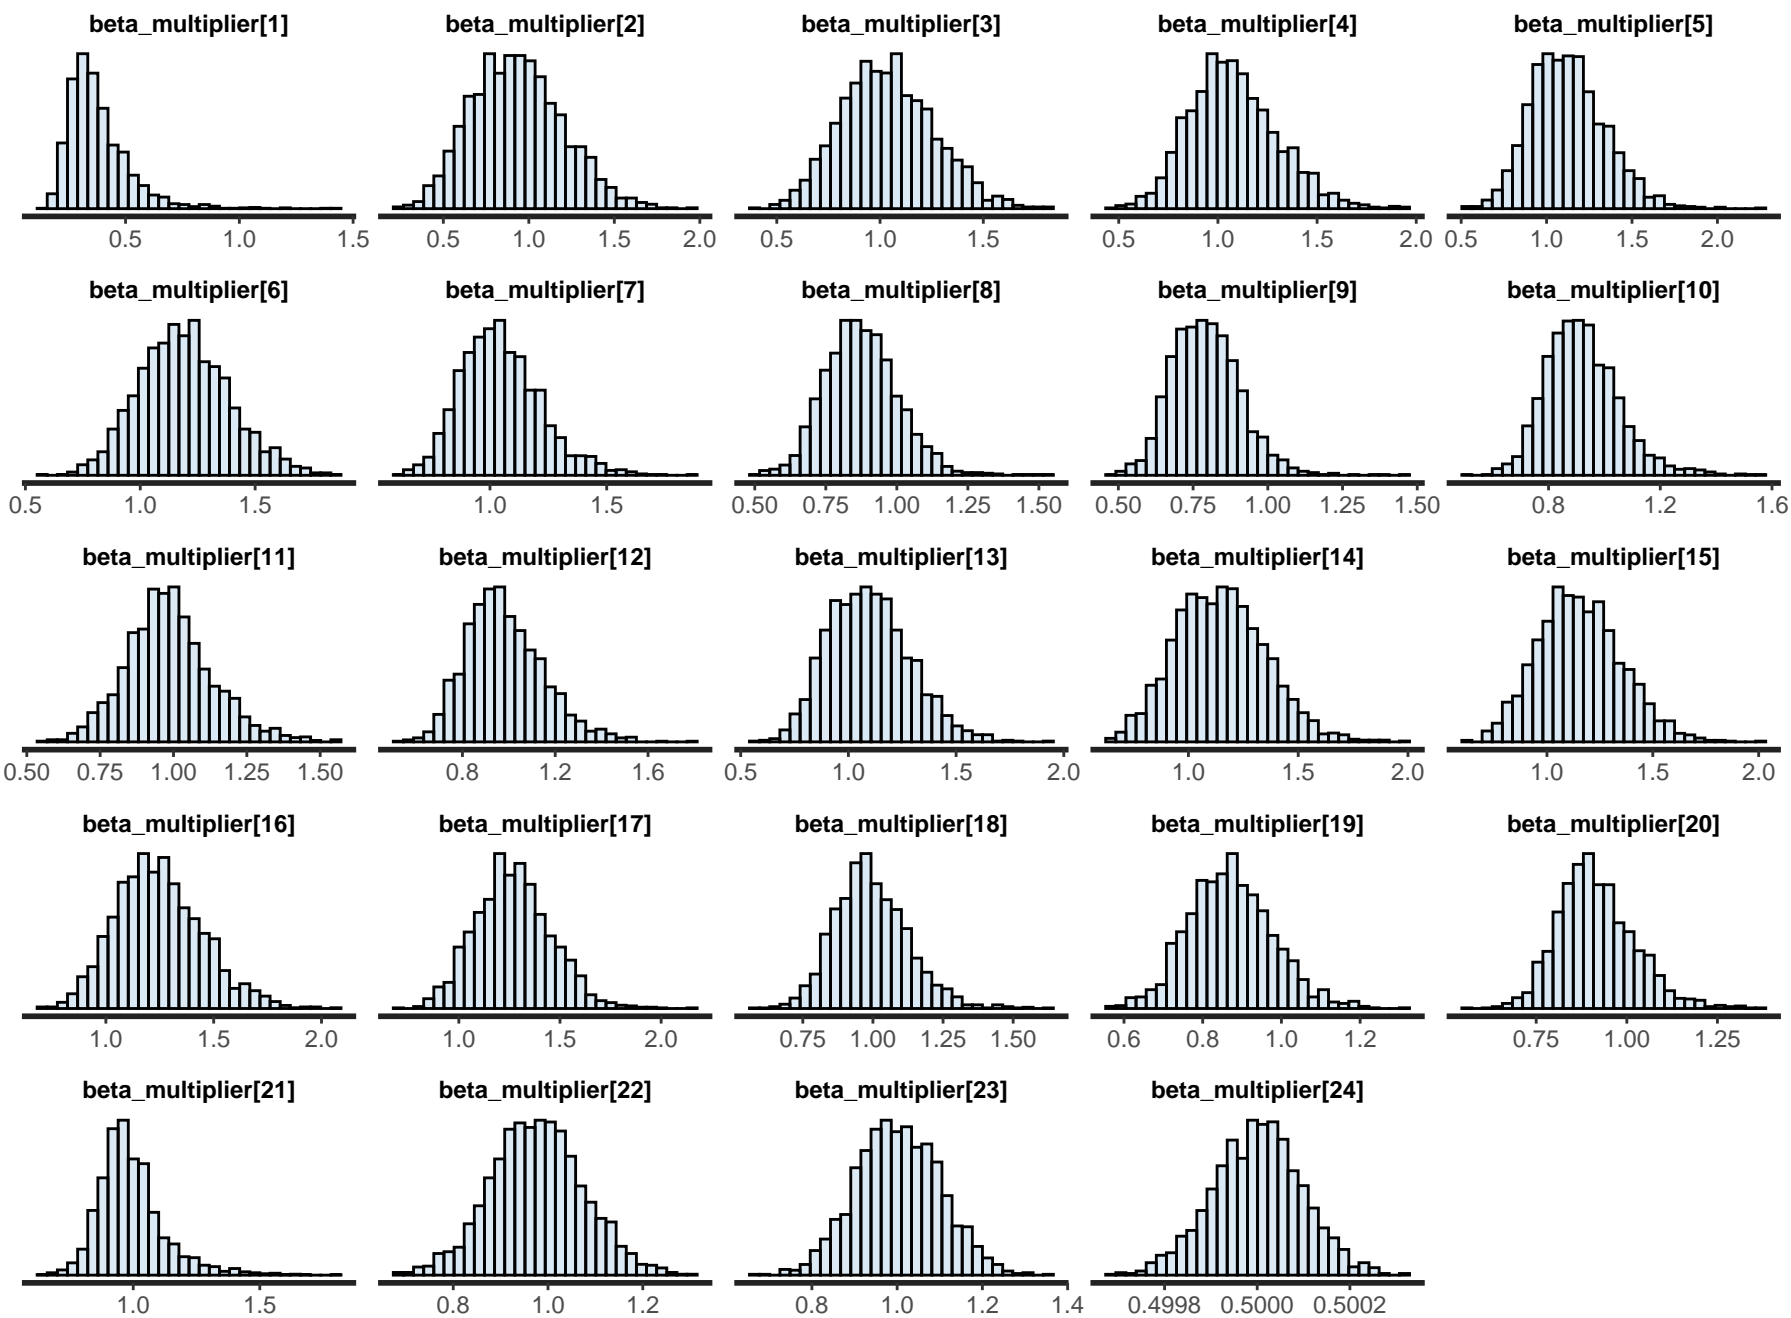 beta_multiplier[1] beta_multiplier[2] beta_multiplier[3] beta_multiplier[4] beta_multiplier[5]
0.5 1.0 1.5 0.5 1.0 1.5 2.0 0.5 1.0 1.5 0.5 1.0 1.5 2.0 0.5 1.0 1.5 2.0
beta_multiplier[6] beta_multiplier[7] beta_multiplier[8] beta_multiplier[9] beta_multiplier[10]
0.5 1.0 1.5 1.0 1.5 0.50 0.75 1.00 1.25 1.50 0.50 0.75 1.00 1.25 1.50 0.8 1.2 1.6
beta_multiplier[11] beta_multiplier[12] beta_multiplier[13] beta_multiplier[14] beta_multiplier[15]
0.50 0.75 1.00 1.25 1.50 0.8 1.2 1.6 0.5 1.0 1.5 2.0 1.0 1.5 2.0 1.0 1.5 2.0
beta_multiplier[16] beta_multiplier[17] beta_multiplier[18] beta_multiplier[19] beta_multiplier[20]
1.0 1.5 2.0 1.0 1.5 2.0 0.75 1.00 1.25 1.50 0.6 0.8 1.0 1.2 0.75 1.00 1.25
beta_multiplier[21] beta_multiplier[22] beta_multiplier[23] beta_multiplier[24]
1.0 1.5 0.8 1.0 1.2 0.8 1.0 1.2 1.4 0.4998 0.5000 0.5002